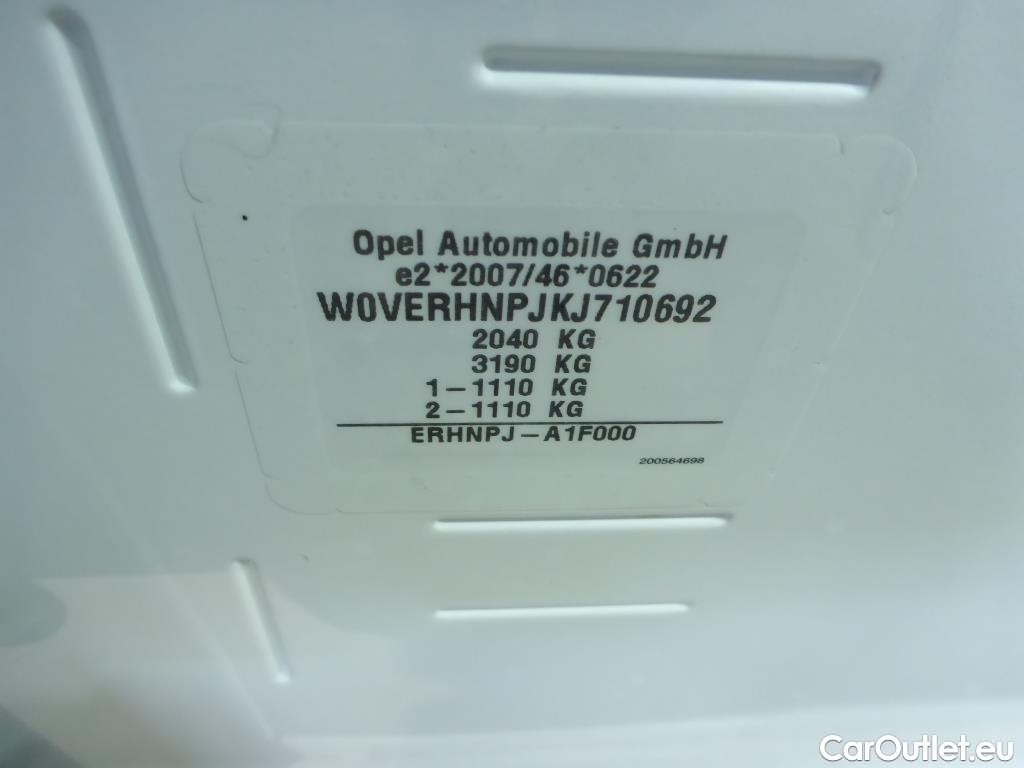 Opel Automobile GmbH
e2*2007/46*0622
W0VERHNPJKJ710692
2040 KG
3190 KG
1-1110 KG
2-1110 KG
ERHNPJ-A1F000
200564698
CarOutlet.eu